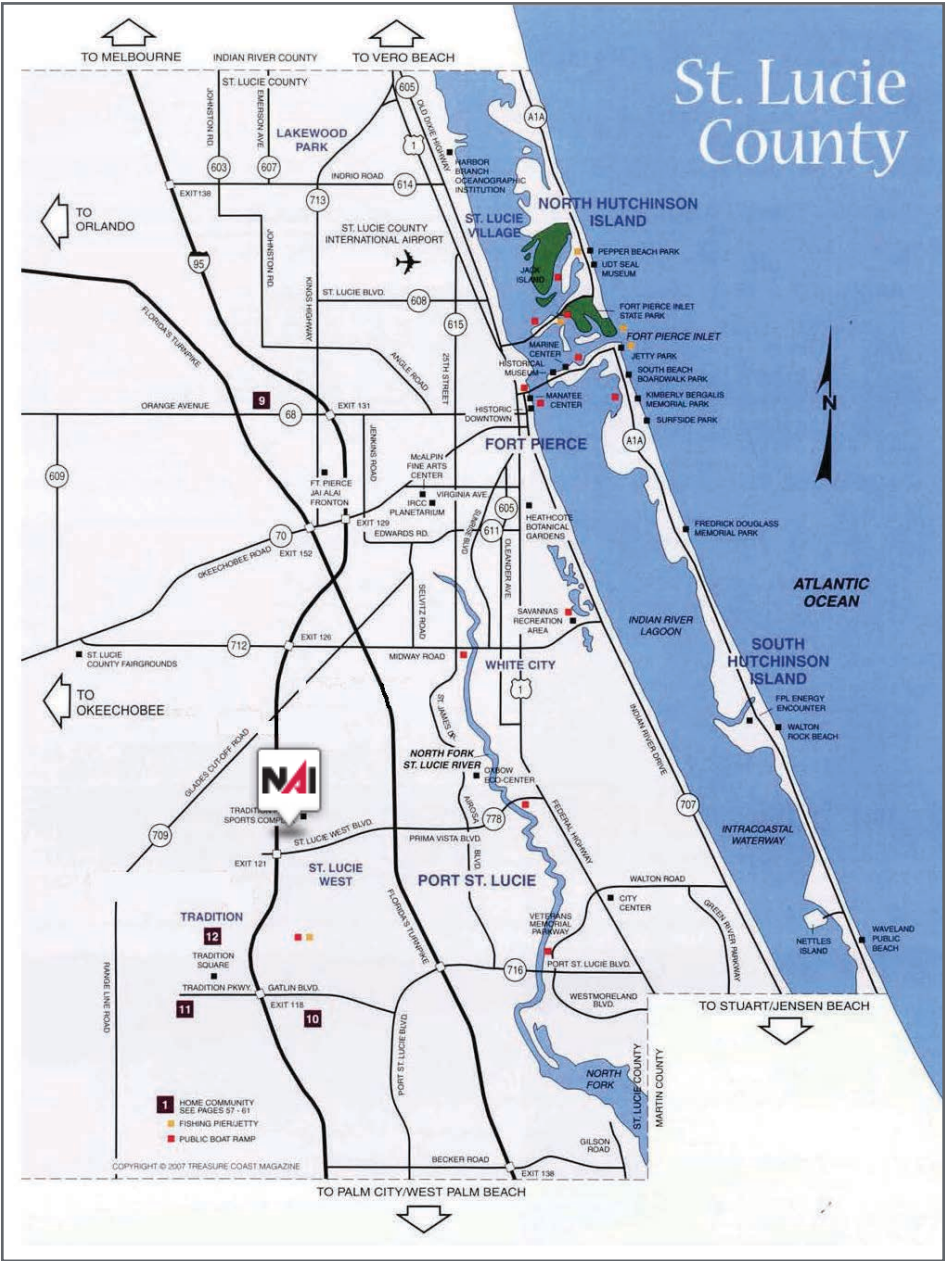 TO MELBOURNE
INDIAN RIVER COUNTY
TO VERO BEACH
ST. LUCIE COUNTY
St. Lucie
County
JOHNSTON RD
EMERSON AVE
605
OLD DIXIE HIGHWAY
A1A
1
LAKEWOOD
PARK
603
607
HARBOR
BRANCH
OCEANOGRAPHIC
INSTITUTION
EXIT138
INDRIO ROAD
614
713
TO
ORLANDO
NORTH HUTCHINSON
ISLAND
ST. LUCIE
VILLAGE
ST. LUCIE COUNTY
INTERNATIONAL AIRPORT
JOHNSTON RD.
PEPPER BEACH PARK
UDT SEAL
MUSEUM
95
JACK
ISLAND
KINGS HIGHWAY
ST. LUCIE BLVD.
608
615
FORT PIERCE INLET
STATE PARK
FLORIDA'S TURNPIKE
FORT PIERCE INLET
MARINE
CENTER
JETTY PARK
HISTORICAL
MUSEUM
ANGLE ROAD
25TH STREET
SOUTH BEACH
BOARDWALK PARK
N
9
MANATEE
CENTER
KIMBERLY BERGALIS
MEMORIAL PARK
ORANGE AVENUE
68
EXIT 131
HISTORIC
DOWNTOWN
SURFSIDE PARK
JENKINS ROAD
FORT PIERCE
A1A
609
McALPIN
FINE ARTS
CENTER
FT. PIERCE
JAI ALAI
FRONTON
VIRGINIA AVE.
IRCC
PLANETARIUM
605
SUNRISE BLVD
HEATHCOTE
BOTANICAL
GARDENS
EXIT 129
70
EXIT 152
EDWARDS RD.
611
FREDRICK DOUGLASS
MEMORIAL PARK
OKEECHOBEE ROAD
OLEANDER AVE.
SELVITZ ROAD
ATLANTIC
OCEAN
SAVANNAS
RECREATION
AREA
INDIAN RIVER
LAGOON
EXIT 126
712
ST. LUCIE
COUNTY FAIRGROUNDS
MIDWAY ROAD
WHITE CITY
SOUTH
HUTCHINSON
ISLAND
TO
OKEECHOBEE
1
FPL ENERGY
ENCOUNTER
ST. JAMES DR.
INDIAN RIVER DRIVE
WALTON
ROCK BEACH
GLADES CUT-OFF ROAD
NORTH FORK
ST. LUCIE RIVER
NAI
OXBOW
ECO-CENTER
AIROSA
BLVD
778
FEDERAL HIGHWAY
707
TRADITION
SPORTS COMPL
709
ST. LUCIE WEST BLVD.
PRIMA VISTA BLVD.
INTRACOASTAL
WATERWAY
EXIT 121
ST. LUCIE
WEST
PORT ST. LUCIE
WALTON ROAD
CITY
CENTER
GREEN RIVER PARKWAY
TRADITION
12
VETERANS
MEMORIAL
PARKWAY
FLORIDA'S TURNPIKE
NETTLES
ISLAND
WAVELAND
PUBLIC
BEACH
TRADITION
SQUARE
716
PORT ST. LUCIE BLVD.
RANGE LINE ROAD
TRADITION PKWY.
GATLIN BLVD.
EXIT 118
11
10
WESTMORELAND
BLVD.
TO STUART/JENSEN BEACH
PORT ST.LUCIE BLVD.
NORTH
FORK
ST. LUCIE COUNTY
MARTIN COUNTY
1
HOME COMMUNITY
SEE PAGES 57 - 61
FISHING PIER/JETTY
PUBLIC BOAT RAMP
GILSON
ROAD
COPYRIGHT © 2007 TREASURE COAST MAGAZINE
BECKER ROAD
EXIT 138
TO PALM CITY/WEST PALM BEACH